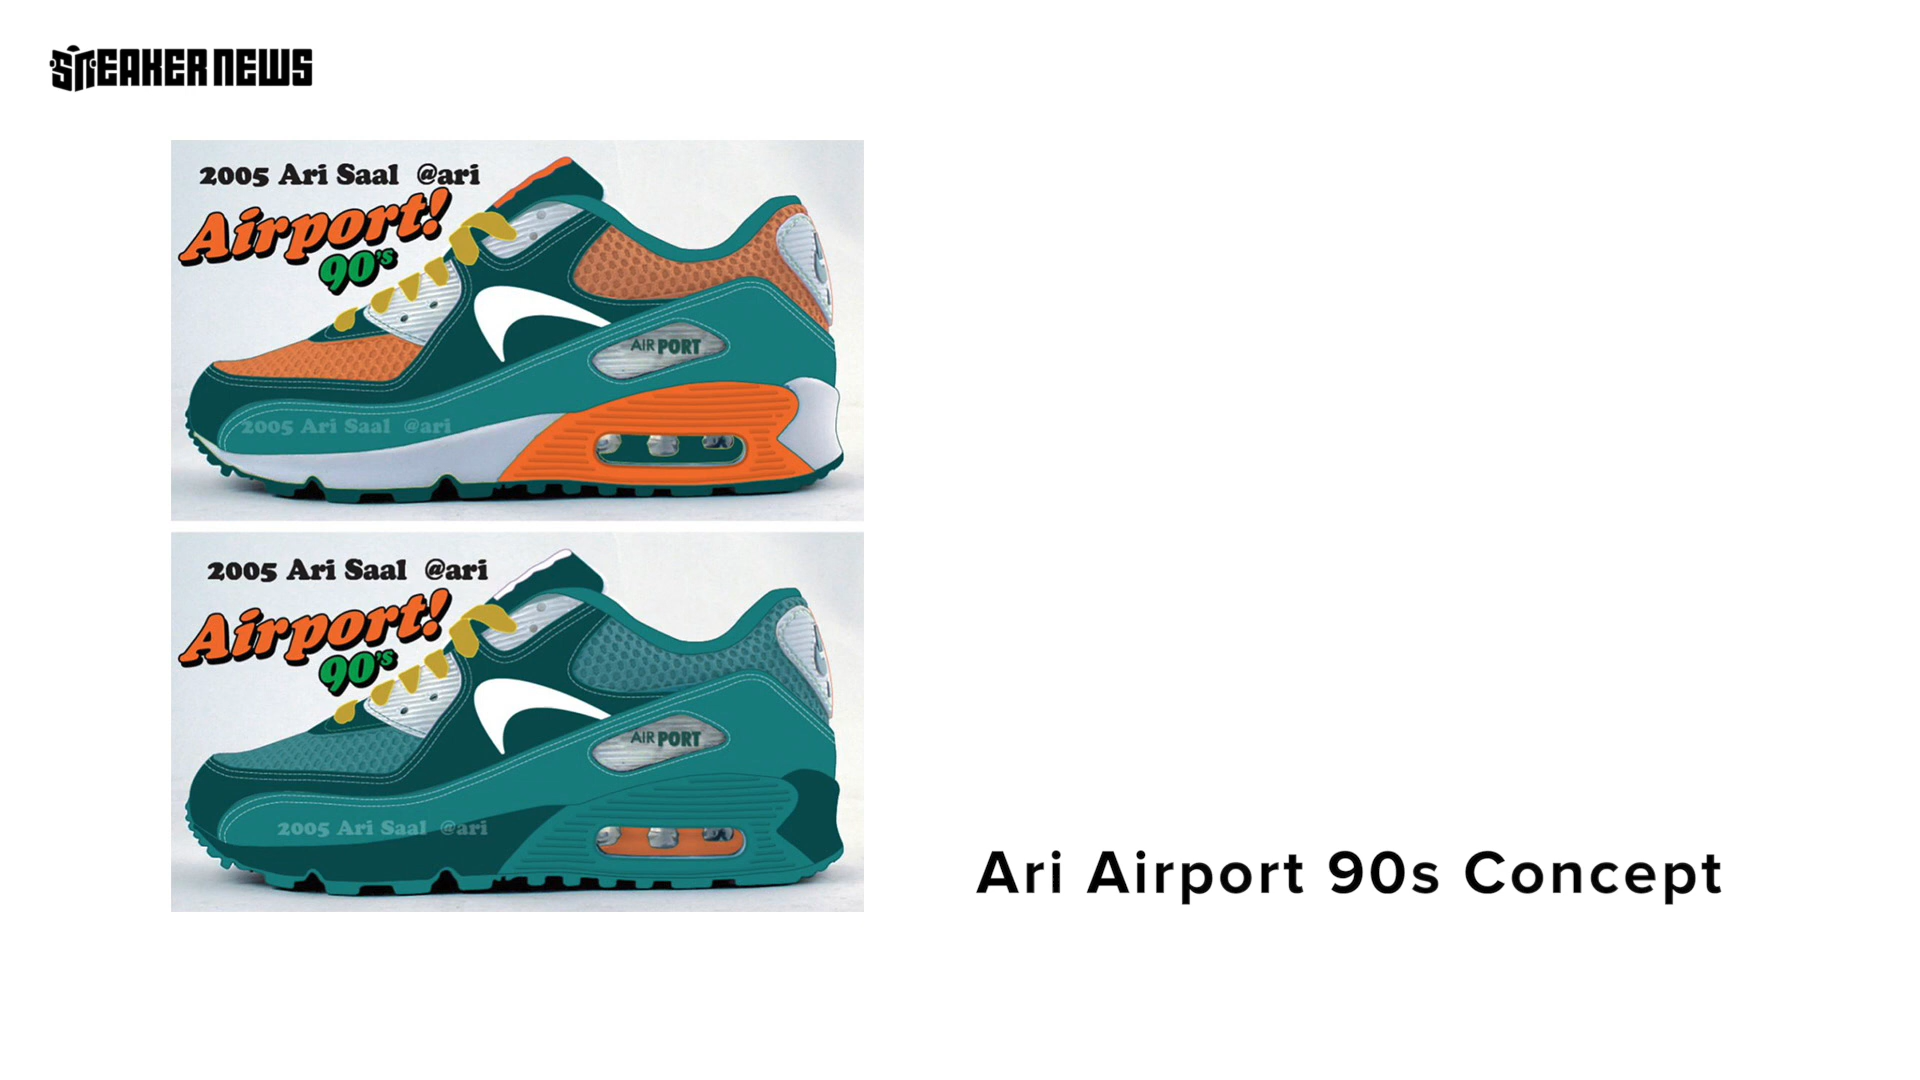 SNEAKER NEWS
2005 Ari Saal @ari
Airport!
90's
AIR PORT
2005 Ari Saal @ari
2005 Ari Saal @ari
Airport!
90's
AIR PORT
2005 Ari Saal @ari
Ari Airport 90s Concept